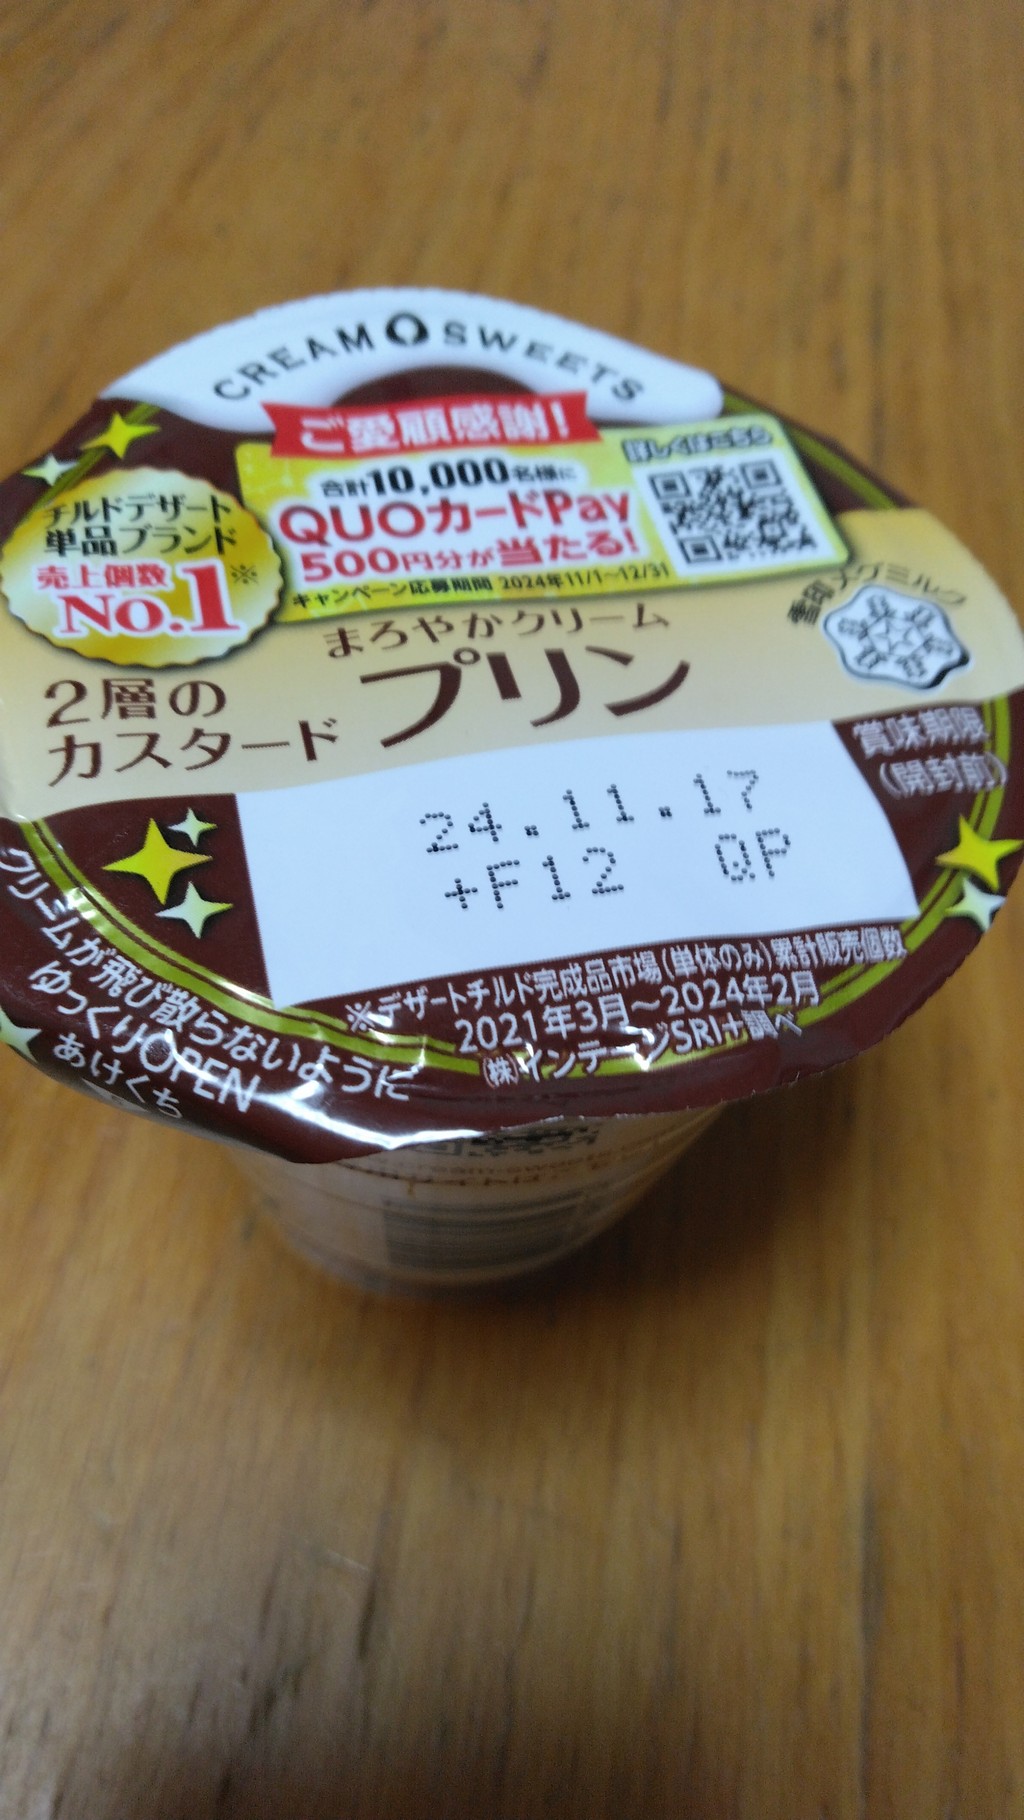 CREAM SWEETS
ご愛顧感謝!
合計10,000名様に
QUOカードPay
500円分が当たる!
キャンペーン応募期間 2024年11/1~12/31
詳しくはこちら
チルドデザート
単品ブランド
売上個数
No.1※
雪印メグミルク
まろやかクリーム
プリン
2層の
カスタード
賞味期限
(開封前)
24.11.17
+F12 QP
※デザートチルド完成品市場(単体のみ)累計販売個数
2021年3月~2024年2月
(株)インテージSRI+調べ
クリームが飛び散らないように
ゆっくりOPEN
あけくち